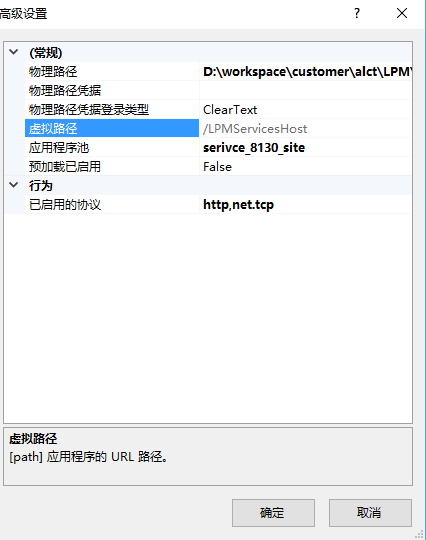 高级设置
?
(常规)
物理路径 D:\workspace\customer\alct\LPM\
物理路径凭据
物理路径凭据登录类型 ClearText
虚拟路径 /LPMServicesHost
应用程序池 serivce_8130_site
预加载已启用 False
行为
已启用的协议 http,net.tcp
虚拟路径
[path] 应用程序的 URL 路径。
确定 取消